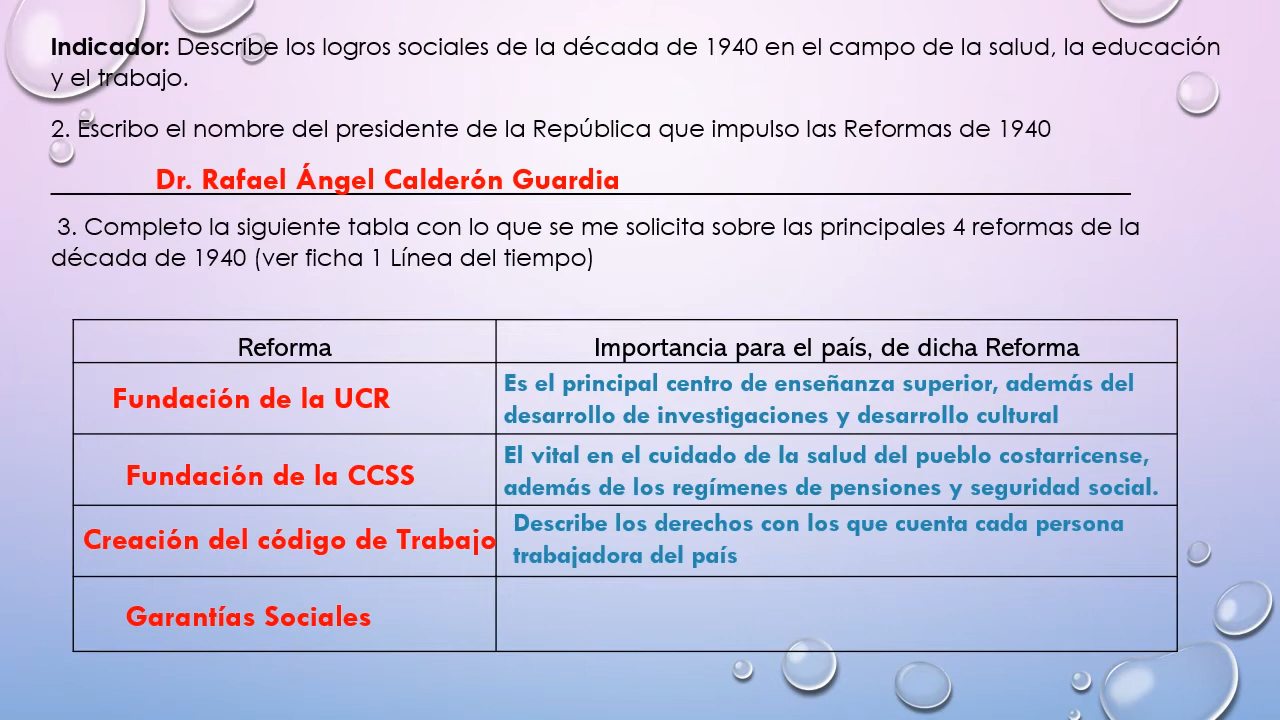 Indicador: Describe los logros sociales de la década de 1940 en el campo de la salud, la educación
y el trabajo.
2. Escribo el nombre del presidente de la República que impulso las Reformas de 1940
Dr. Rafael Ángel Calderón Guardia
3. Completo la siguiente tabla con lo que se me solicita sobre las principales 4 reformas de la
década de 1940 (ver ficha 1 Línea del tiempo)
Reforma
Importancia para el país, de dicha Reforma
Fundación de la UCR
Es el principal centro de enseñanza superior, además del
desarrollo de investigaciones y desarrollo cultural
Fundación de la CCSS
El vital en el cuidado de la salud del pueblo costarricense,
además de los regímenes de pensiones y seguridad social.
Creación del código de Trabajo
Describe los derechos con los que cuenta cada persona
trabajadora del país
Garantías Sociales